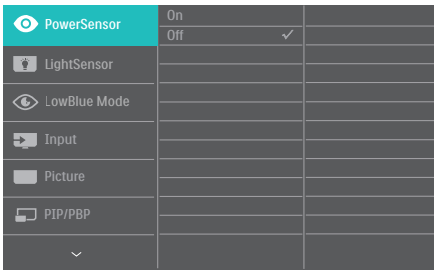 PowerSensor
On
Off
LightSensor
LowBlue Mode
Input
Picture
PIP/PBP